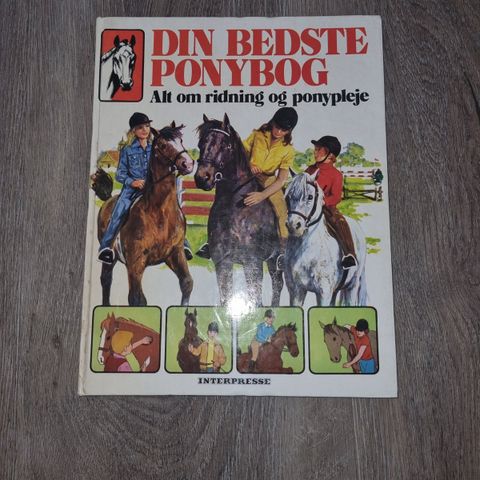 DIN BEDSTE
PONYBOG
Alt om ridning og ponypleje
INTERPRESSE